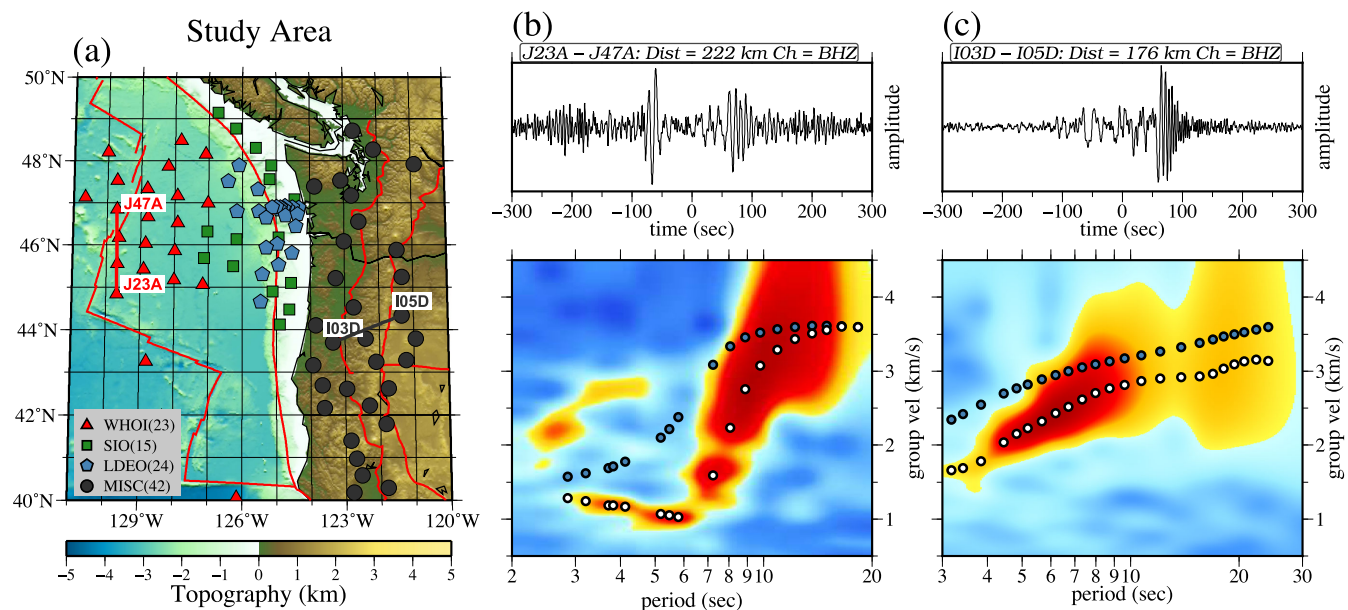 Study Area
(a)
50°N
48°N
46°N
44°N
42°N
40°N
J47A
J23A
I05D
I03D
WHOI(23)
SIO(15)
LDEO(24)
MISC(42)
129°W
126°W
123°W
120°W
−5 −4 −3 −2 −1 0 1 2 3 4 5
Topography (km)
(b)
J23A − J47A: Dist = 222 km Ch = BHZ
amplitude
−300 −200 −100 0 100 200 300
time (sec)
4
3
2
1
2 3 4 5 6 7 8 9 10 20
period (sec)
(c)
I03D − I05D: Dist = 176 km Ch = BHZ
amplitude
−300 −200 −100 0 100 200 300
time (sec)
group vel (km/s)
4
3
2
1
group vel (km/s)
3 4 5 6 7 8 9 10 20 30
period (sec)